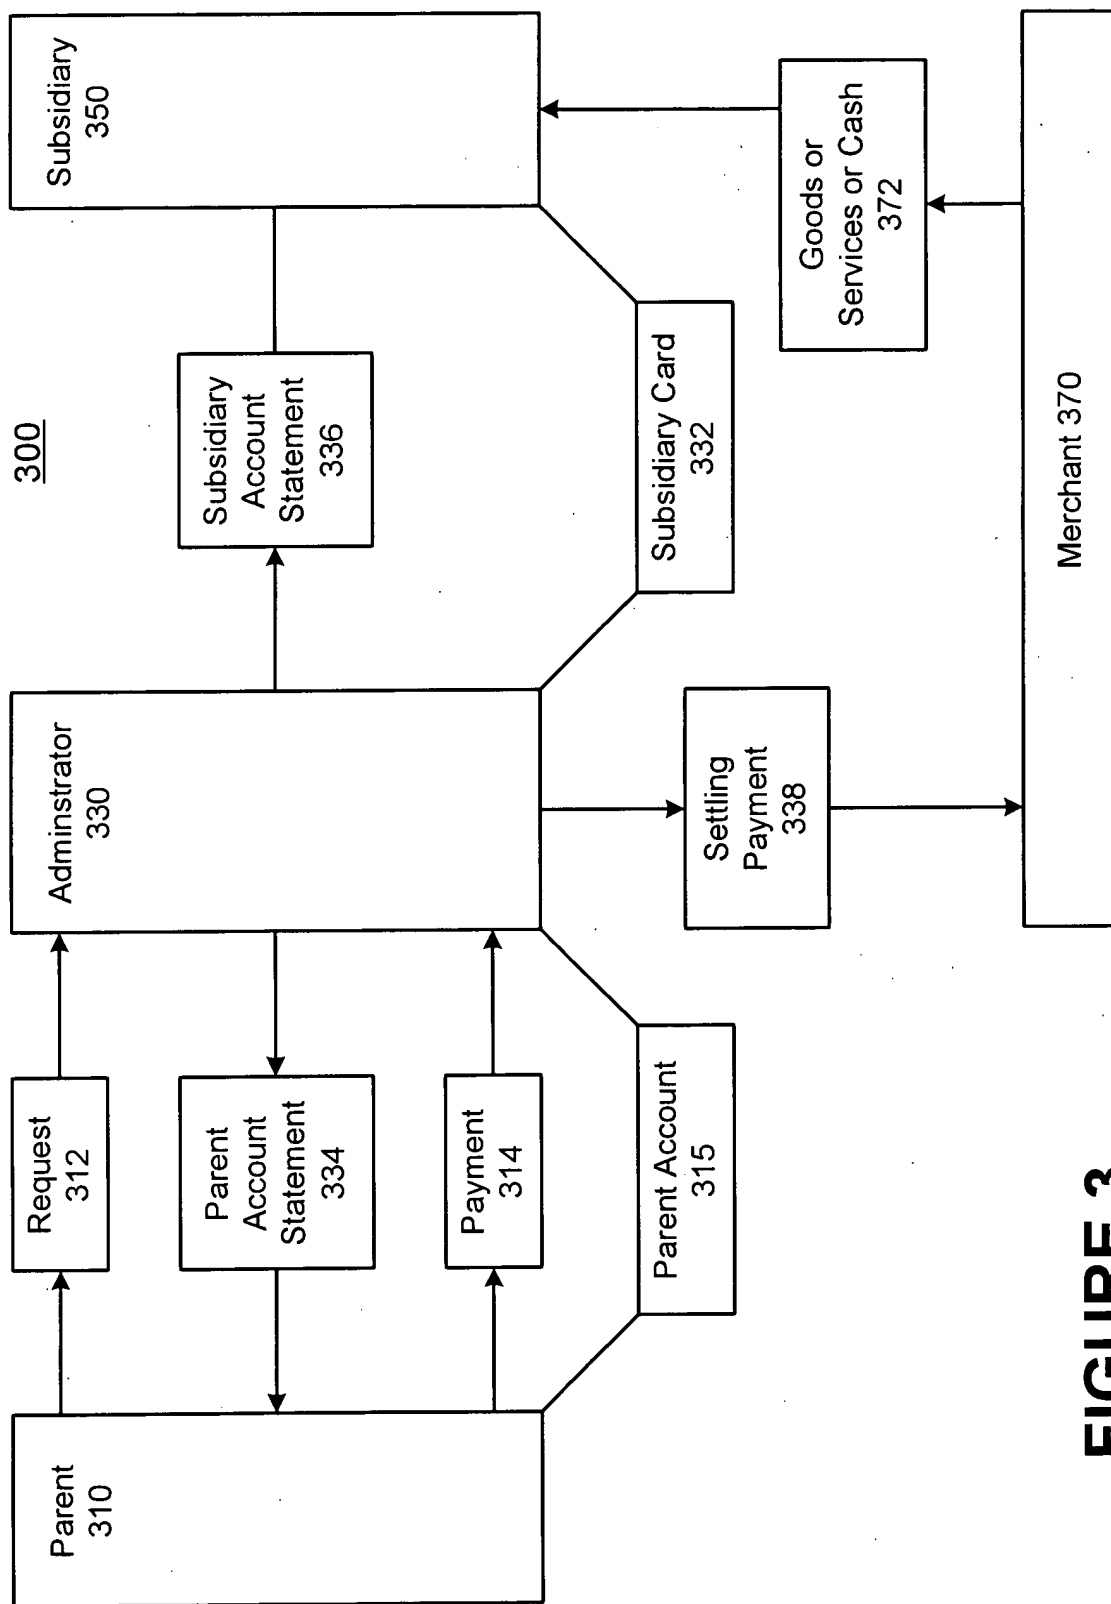 300
Parent
310
Request
312
Parent
Account
Statement
334
Payment
314
Parent Account
315
Adminstrator
330
Settling
Payment
338
Subsidiary
Account
Statement
336
Subsidiary Card
332
Subsidiary
350
Goods or
Services or Cash
372
Merchant 370
FIGURE 3